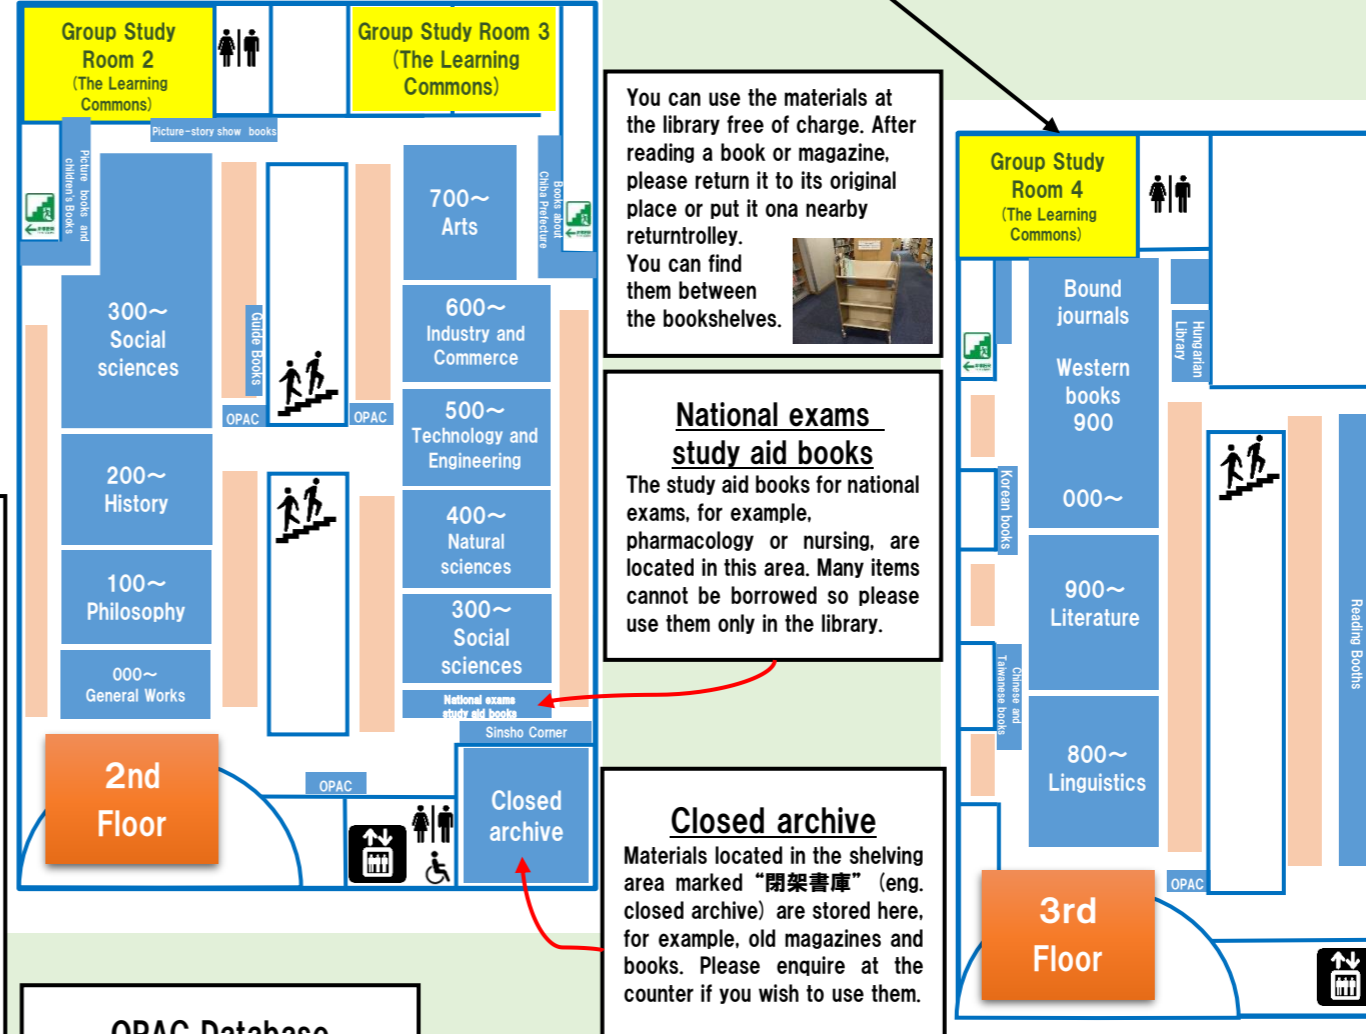 Group Study
Room 2
(The Learning
Commons)
Group Study Room 3
(The Learning
Commons)
Picture-story show books
Picture books and
children's Books
Books about
Chiba Prefecture
700～
Arts
300～
Social
sciences
Guide Books
600～
Industry and
Commerce
OPAC
OPAC
500～
Technology and
Engineering
200～
History
400～
Natural
sciences
100～
Philosophy
300～
Social
sciences
000～
General Works
National exams
study aid books
Sinsho Corner
2nd
Floor
OPAC
Closed
archive
You can use the materials at
the library free of charge. After
reading a book or magazine,
please return it to its original
place or put it ona nearby
returntrolley.
You can find
them between
the bookshelves.
National exams
study aid books
The study aid books for national
exams, for example,
pharmacology or nursing, are
located in this area. Many items
cannot be borrowed so please
use them only in the library.
Closed archive
Materials located in the shelving
area marked “閉架書庫” (eng.
closed archive) are stored here,
for example, old magazines and
books. Please enquire at the
counter if you wish to use them.
Group Study
Room 4
(The Learning
Commons)
Bound
journals
Western
books
900
000～
Hungarian
Library
Korean books
900～
Literature
Chinese and
Taiwanese books
800～
Linguistics
Reading Booths
OPAC
3rd
Floor
OPAC Database